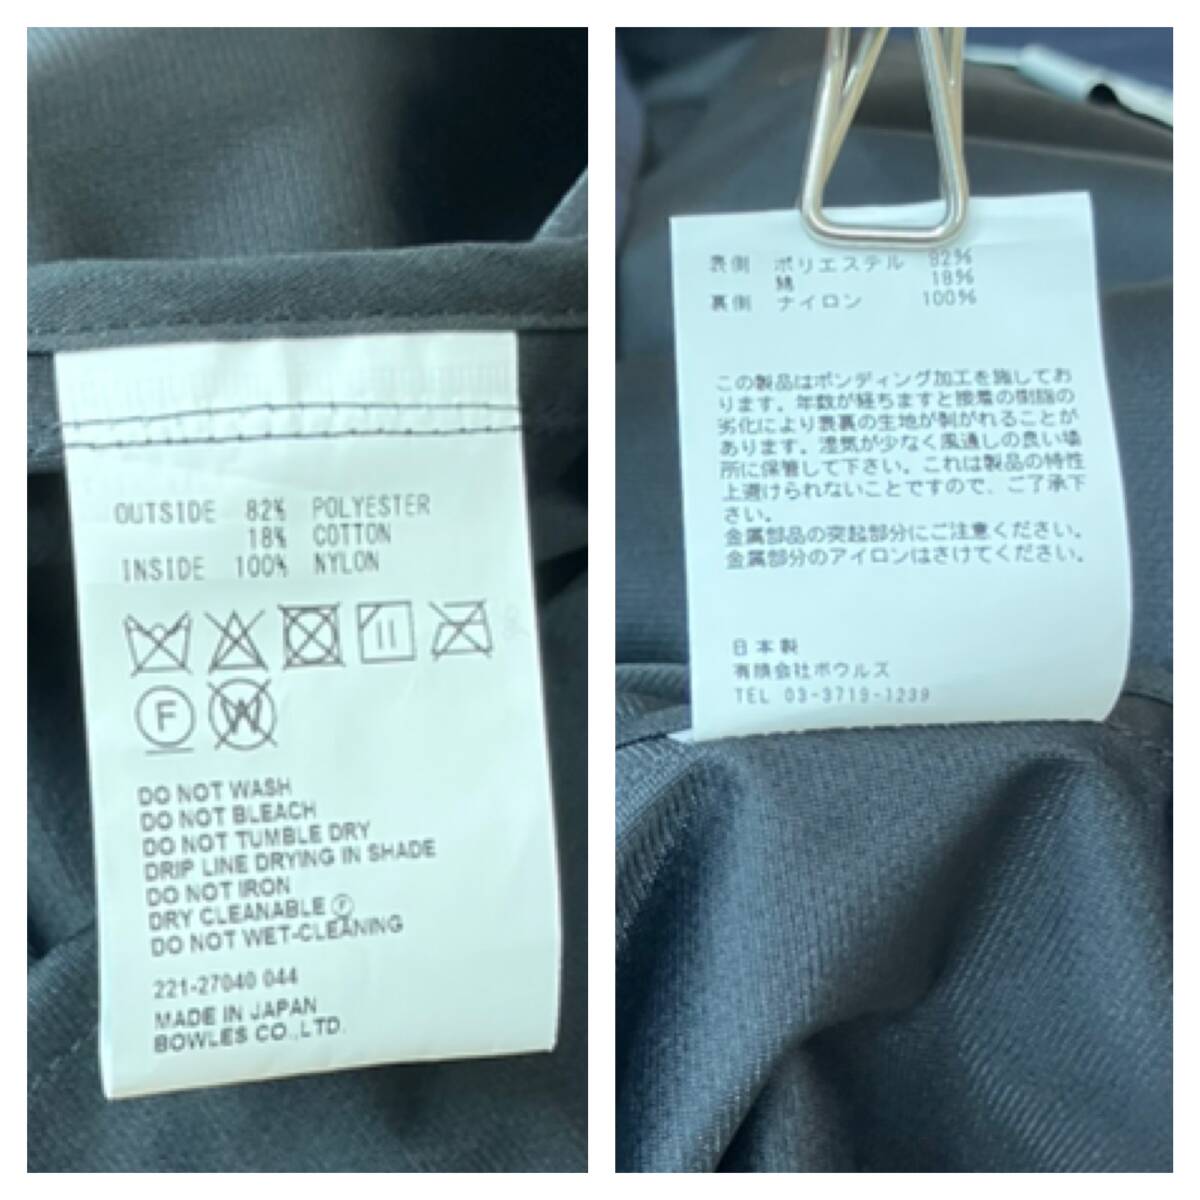 OUTSIDE 82% POLYESTER
18% COTTON
INSIDE 100% NYLON
F
W
DO NOT WASH
DO NOT BLEACH
DO NOT TUMBLE DRY
DRIP LINE DRYING IN SHADE
DO NOT IRON
DRY CLEANABLE Ⓕ
DO NOT WET-CLEANING
221-27040 044
MADE IN JAPAN
BOWLES CO.,LTD.
表側 ポリエステル 82%
綿 18%
裏側 ナイロン 100%
この製品はボンディング加工を施してお
ります。年数が経ちますと接着の樹脂の
劣化により表裏の生地が剥がれることが
あります。湿気が少なく風通しの良い場
所に保管して下さい。これは製品の特性
上避けられないことですので、ご了承下
さい。
金属部品の突起部分にご注意ください。
金属部分のアイロンはさけてください。
日本製
有限会社ボウルズ
TEL 03-3719-1239